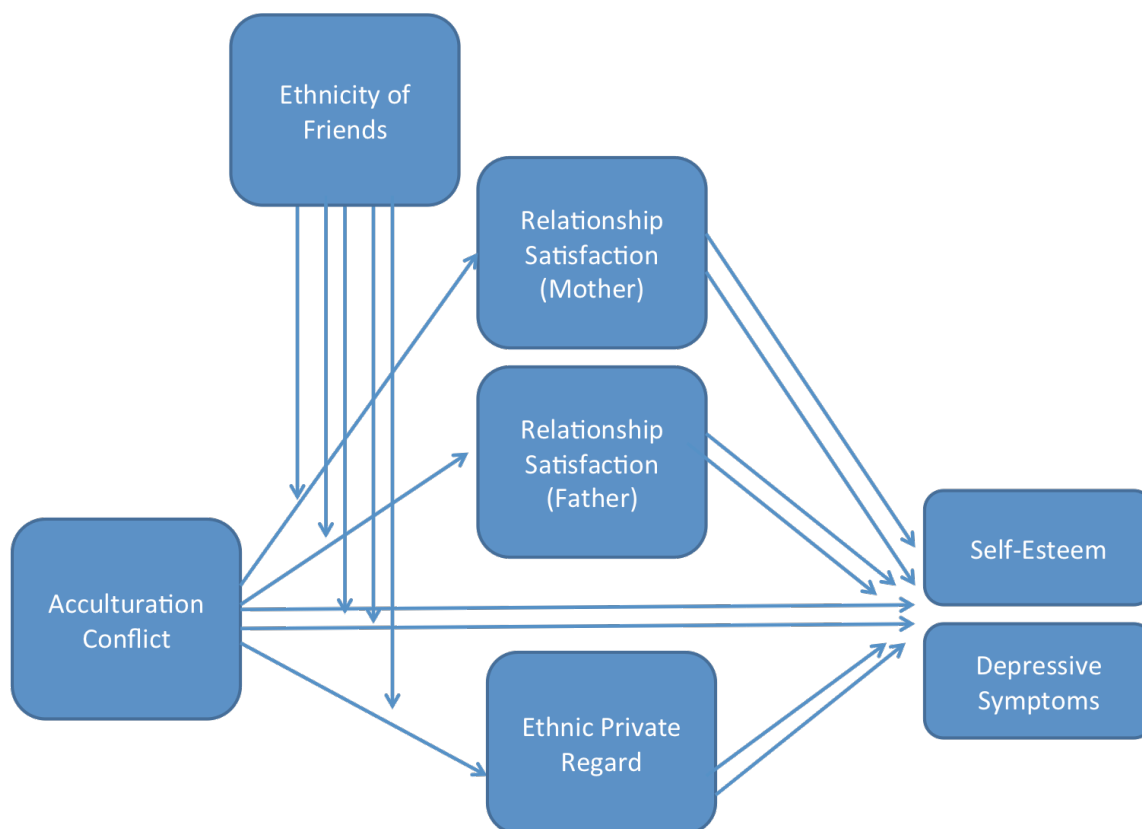 Ethnicity of
Friends
Relationship
Satisfaction
(Mother)
Relationship
Satisfaction
(Father)
Self-Esteem
Acculturation
Conflict
Depressive
Symptoms
Ethnic Private
Regard